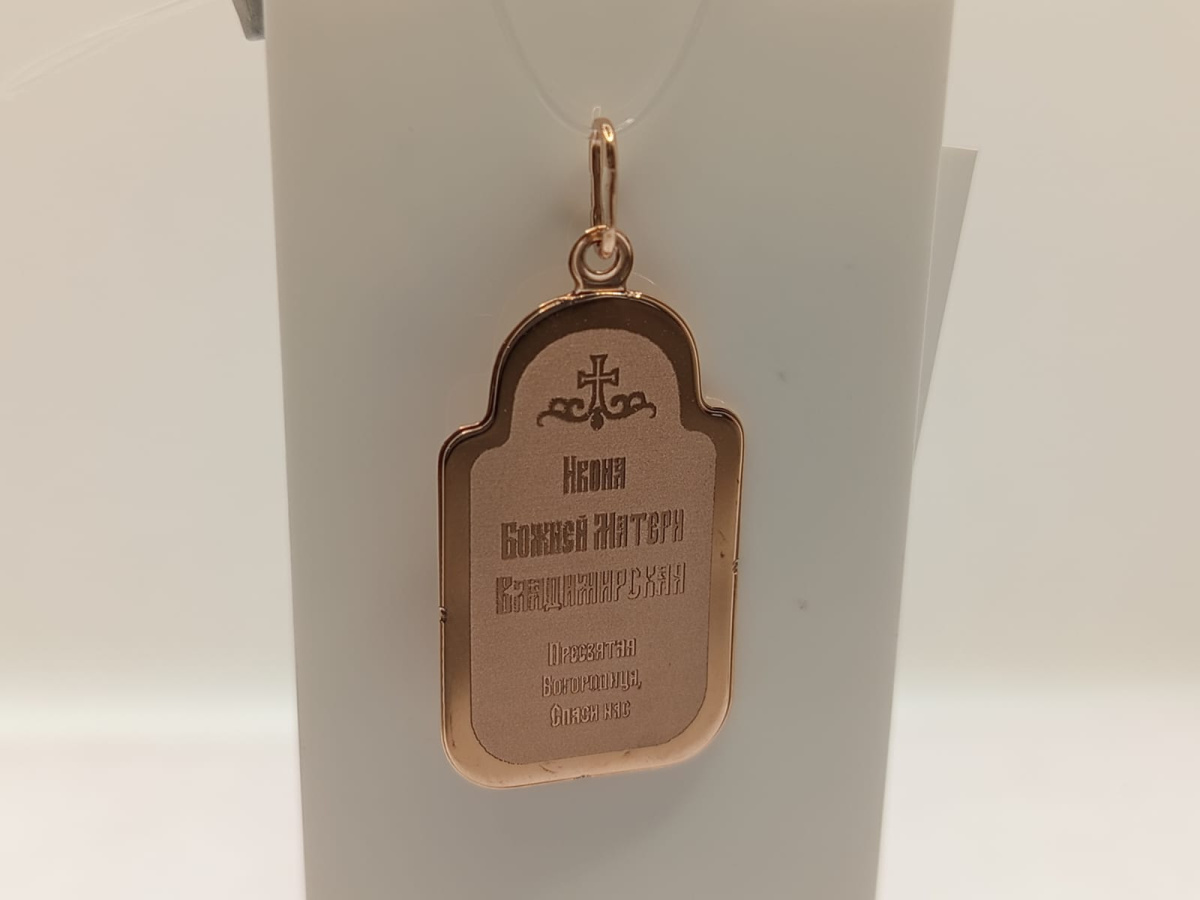 Икона
Божией Матери
Владимирская
Пресвятая
Богородица,
Спаси нас